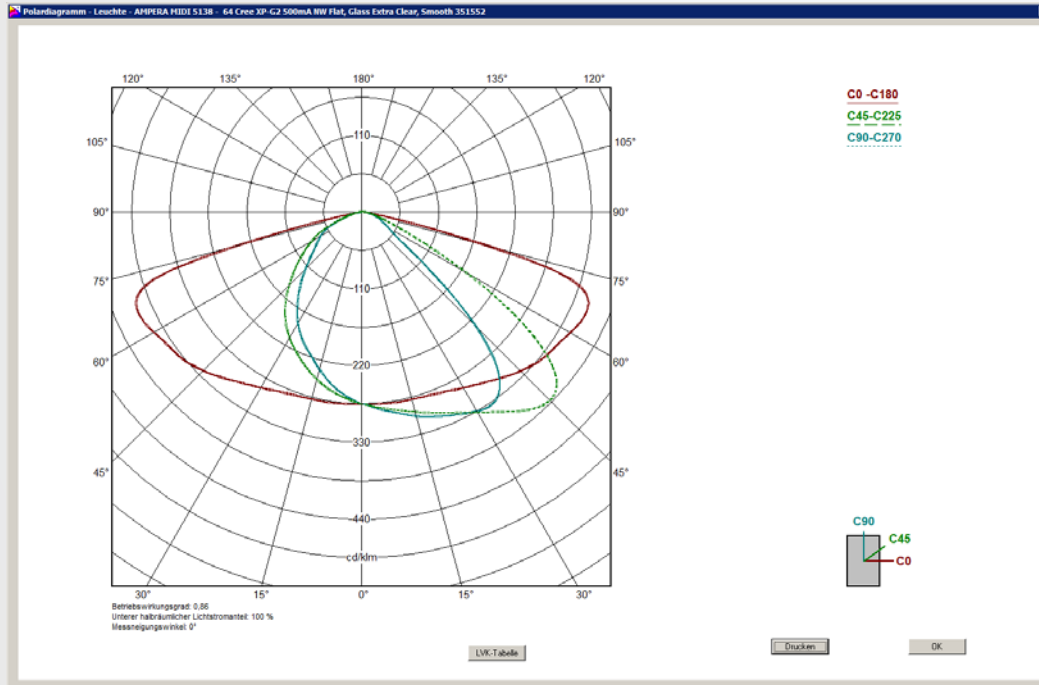 Polardiagramm - Leuchte - AMPERA MIDI 5138 - 64 Cree XP-G2 500mA NW Flat, Glass Extra Clear, Smooth 351552
120° 135° 180° 135° 120°
C0 -C180
C45-C225
C90-C270
-110-
105° 105°
90° 90°
75° 75°
-110-
60° 60°
-220-
-330-
45° 45°
-440-
cd/klm
30° 15° 0° 15° 30°
C90
C45
C0
Betriebswirkungsgrad: 0,86
Unterer halbräumlicher Lichtstromanteil: 100 %
Messneigungswinkel: 0°
LVK-Tabelle
Drucken
OK